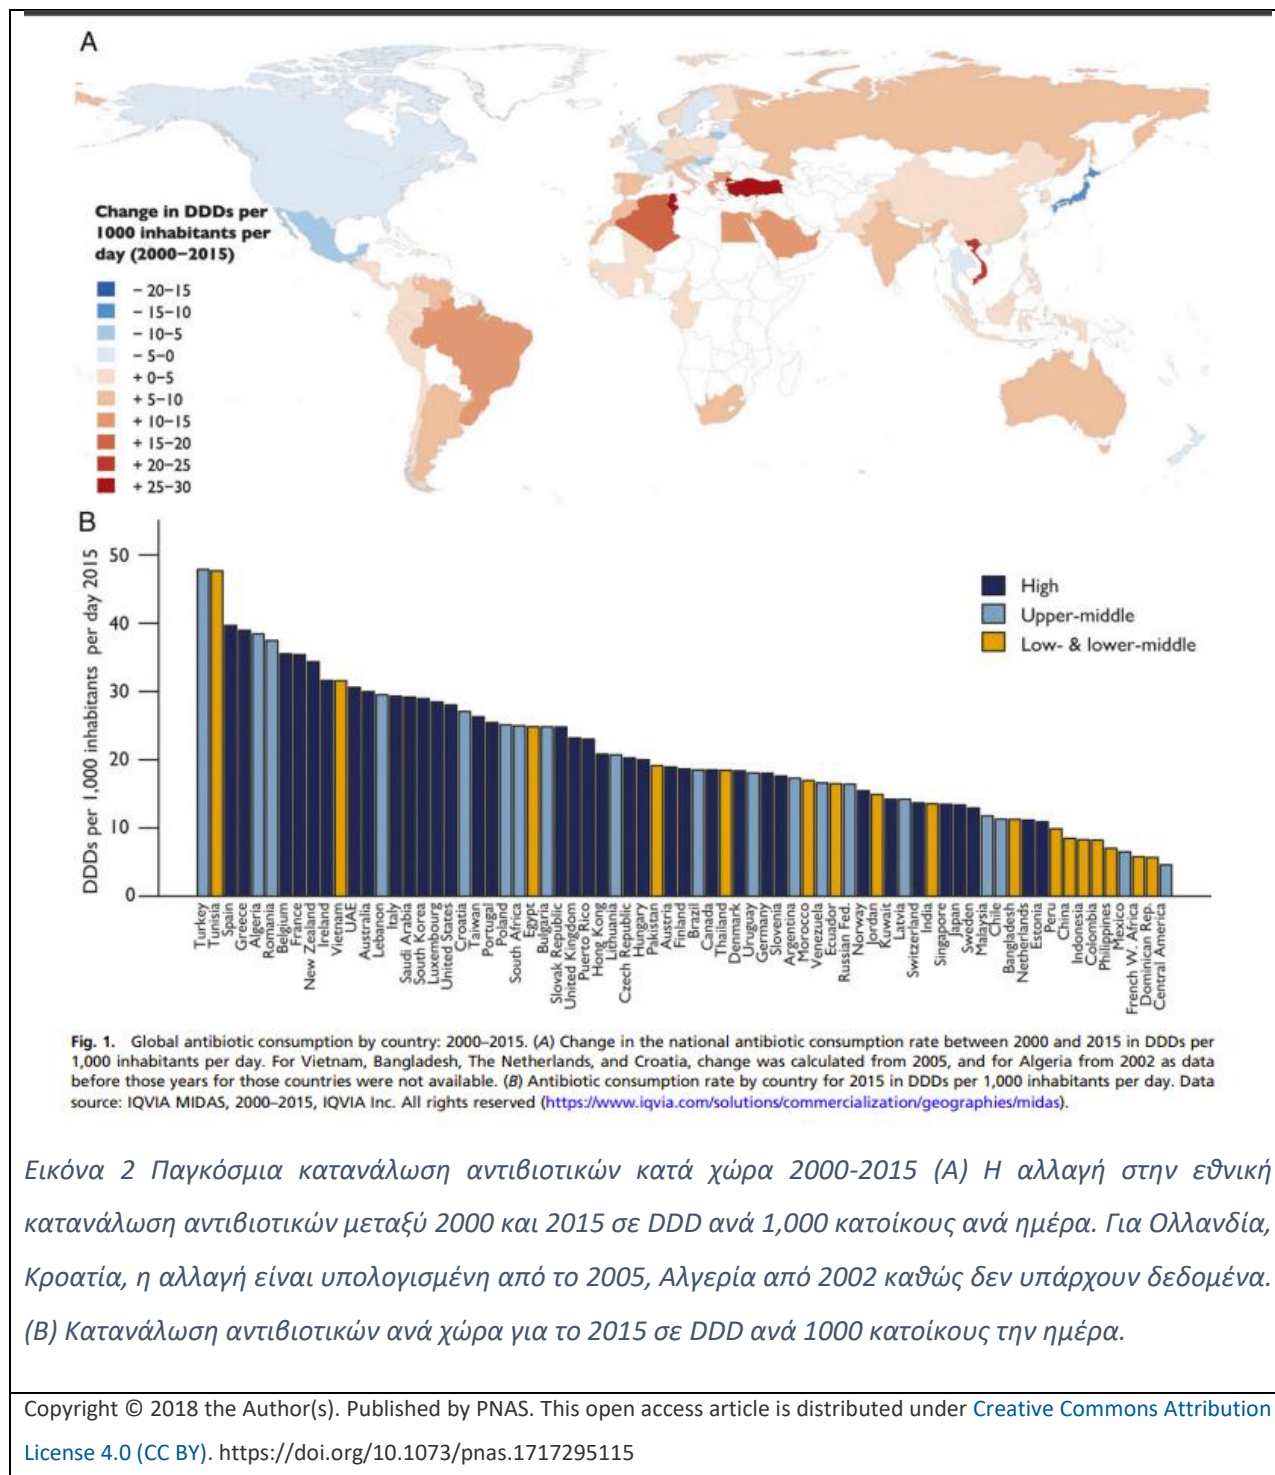 A
Change in DDDs per
1000 inhabitants per
day (2000–2015)
– 20–15
– 15–10
– 10–5
– 5–0
+ 0–5
+ 5–10
+ 10–15
+ 15–20
+ 20–25
+ 25–30
B
DDDs per 1,000 inhabitants per day 2015
50
40
30
20
10
0
High
Upper-middle
Low- & lower-middle
Turkey
Tunisia
Spain
Greece
Algeria
Romania
Belgium
France
New Zealand
Ireland
Vietnam
UAE
Australia
Lebanon
Italy
Saudi Arabia
South Korea
Luxembourg
United States
Croatia
Taiwan
Portugal
Poland
South Africa
Egypt
Bulgaria
Slovak Republic
United Kingdom
Puerto Rico
Hong Kong
Lithuania
Czech Republic
Hungary
Pakistan
Austria
Finland
Brazil
Canada
Thailand
Denmark
Uruguay
Germany
Slovenia
Argentina
Morocco
Venezuela
Ecuador
Russian Fed.
Norway
Jordan
Kuwait
Latvia
Switzerland
India
Singapore
Japan
Sweden
Malaysia
Chile
Bangladesh
Netherlands
Estonia
Peru
China
Indonesia
Colombia
Philippines
Mexico
French W. Africa
Dominican Rep.
Central America
Fig. 1. Global antibiotic consumption by country: 2000–2015. (A) Change in the national antibiotic consumption rate between 2000 and 2015 in DDDs per
1,000 inhabitants per day. For Vietnam, Bangladesh, The Netherlands, and Croatia, change was calculated from 2005, and for Algeria from 2002 as data
before those years for those countries were not available. (B) Antibiotic consumption rate by country for 2015 in DDDs per 1,000 inhabitants per day. Data
source: IQVIA MIDAS, 2000–2015, IQVIA Inc. All rights reserved (https://www.iqvia.com/solutions/commercialization/geographies/midas).
Εικόνα 2 Παγκόσμια κατανάλωση αντιβιοτικών κατά χώρα 2000-2015 (Α) Η αλλαγή στην εθνική
κατανάλωση αντιβιοτικών μεταξύ 2000 και 2015 σε DDD ανά 1,000 κατοίκους ανά ημέρα. Για Ολλανδία,
Κροατία, η αλλαγή είναι υπολογισμένη από το 2005, Αλγερία από 2002 καθώς δεν υπάρχουν δεδομένα.
(Β) Κατανάλωση αντιβιοτικών ανά χώρα για το 2015 σε DDD ανά 1000 κατοίκους την ημέρα.
Copyright © 2018 the Author(s). Published by PNAS. This open access article is distributed under Creative Commons Attribution
License 4.0 (CC BY). https://doi.org/10.1073/pnas.1717295115